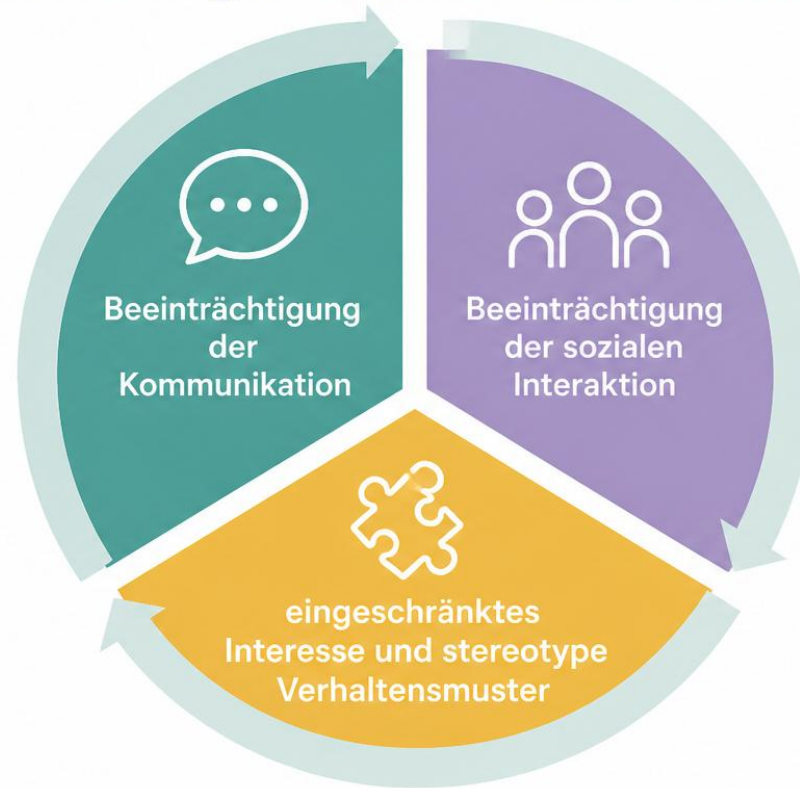 Beeinträchtigung
der
Kommunikation
Beeinträchtigung
der sozialen
Interaktion
eingeschränktes
Interesse und stereotype
Verhaltensmuster